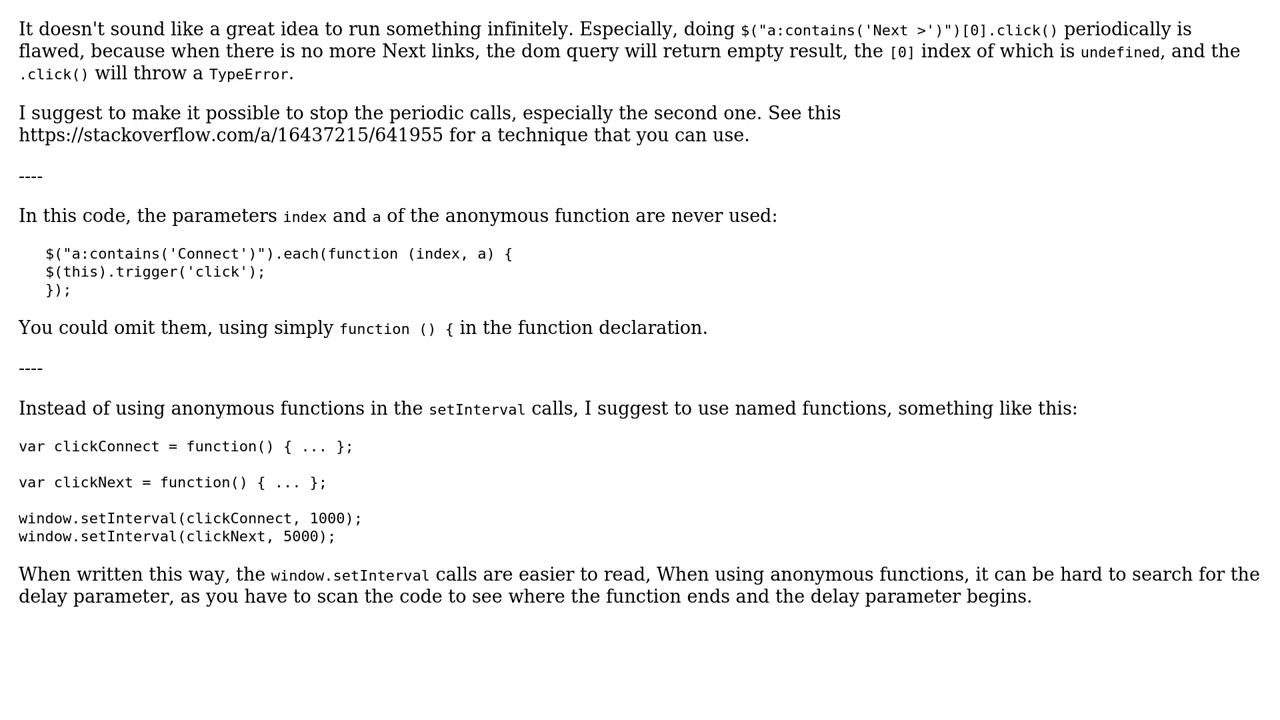 It doesn't sound like a great idea to run something infinitely. Especially, doing $("a:contains('Next >')")[0].click() periodically is
flawed, because when there is no more Next links, the dom query will return empty result, the [0] index of which is undefined, and the
.click() will throw a TypeError.
I suggest to make it possible to stop the periodic calls, especially the second one. See this
https://stackoverflow.com/a/16437215/641955 for a technique that you can use.
----
In this code, the parameters index and a of the anonymous function are never used:
$("a:contains('Connect')").each(function (index, a) {
$(this).trigger('click');
});
You could omit them, using simply function () { in the function declaration.
----
Instead of using anonymous functions in the setInterval calls, I suggest to use named functions, something like this:
var clickConnect = function() { ... };
var clickNext = function() { ... };
window.setInterval(clickConnect, 1000);
window.setInterval(clickNext, 5000);
When written this way, the window.setInterval calls are easier to read, When using anonymous functions, it can be hard to search for the
delay parameter, as you have to scan the code to see where the function ends and the delay parameter begins.